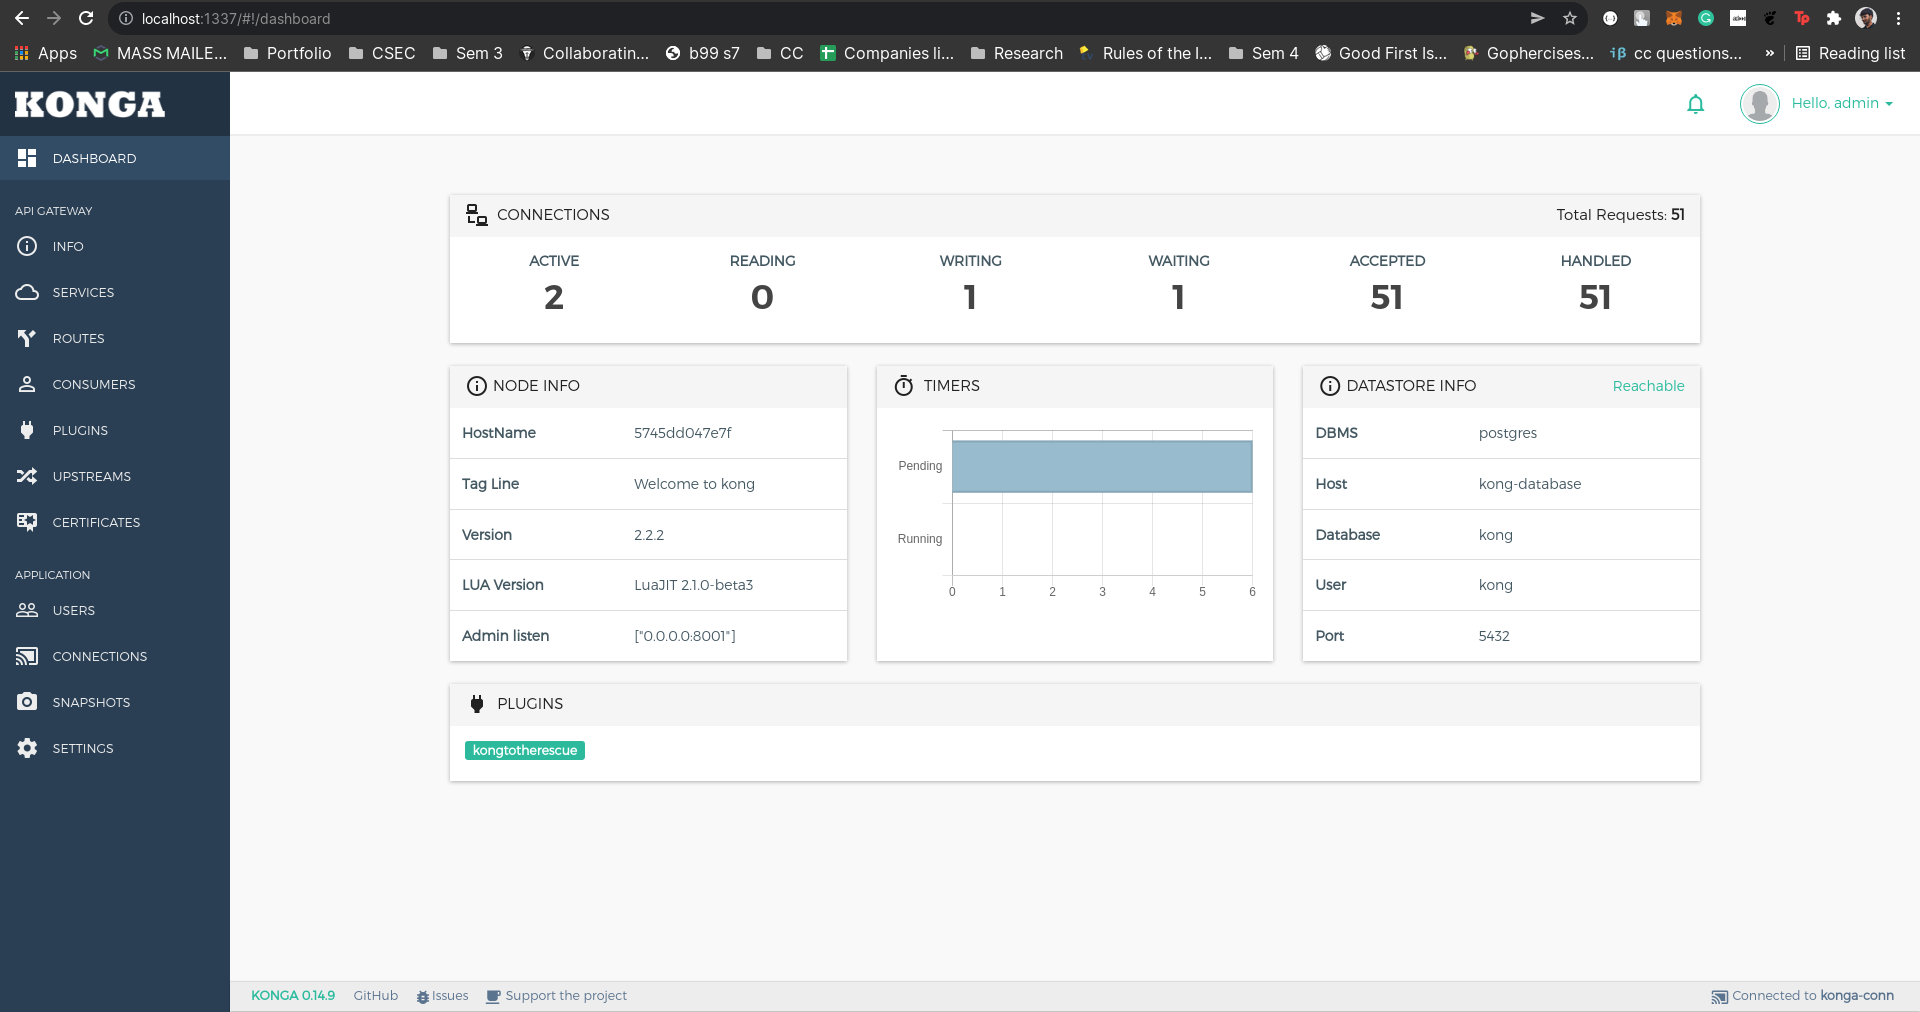 localhost:1337/#!/dashboard
Apps MASS MAILE... Portfolio CSEC Sem 3 Collaboratin... b99 s7 CC Companies li... Research Rules of the I... Sem 4 Good First Is... Gophercises... cc questions... » Reading list
KONGA
Hello, admin
DASHBOARD
API GATEWAY
INFO
SERVICES
ROUTES
CONSUMERS
PLUGINS
UPSTREAMS
CERTIFICATES
APPLICATION
USERS
CONNECTIONS
SNAPSHOTS
SETTINGS
CONNECTIONS Total Requests: 51
ACTIVE READING WRITING WAITING ACCEPTED HANDLED
2 0 1 1 51 51
NODE INFO
HostName 5745dd047e7f
Tag Line Welcome to kong
Version 2.2.2
LUA Version LuaJIT 2.1.0-beta3
Admin listen ["0.0.0.0:8001"]
TIMERS
Pending
Running
0 1 2 3 4 5 6
DATASTORE INFO Reachable
DBMS postgres
Host kong-database
Database kong
User kong
Port 5432
PLUGINS
kongtotherescue
KONGA 0.14.9 GitHub Issues Support the project Connected to konga-conn